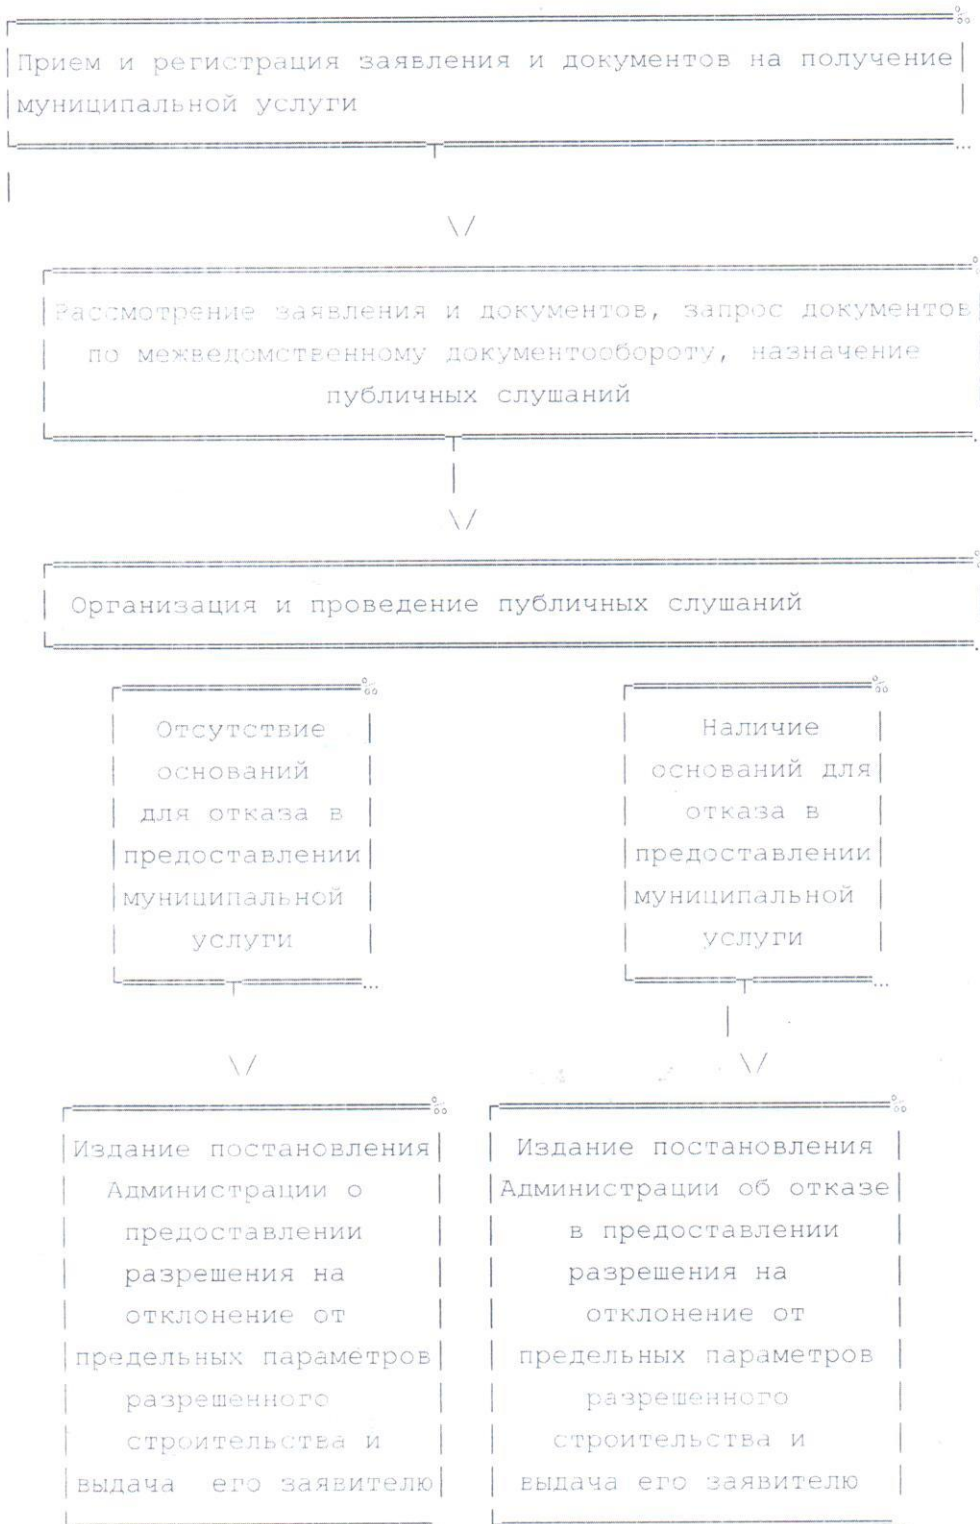 Прием и регистрация заявления и документов на получение
муниципальной услуги
Рассмотрение заявления и документов, запрос документов
по межведомственному документообороту, назначение
публичных слушаний
Организация и проведение публичных слушаний
Отсутствие
оснований
для отказа в
предоставлении
муниципальной
услуги
Наличие
оснований для
отказа в
предоставлении
муниципальной
услуги
Издание постановления
Администрации о
предоставлении
разрешения на
отклонение от
предельных параметров
разрешенного
строительства и
выдача его заявителю
Издание постановления
Администрации об отказе
в предоставлении
разрешения на
отклонение от
предельных параметров
разрешенного
строительства и
выдача его заявителю